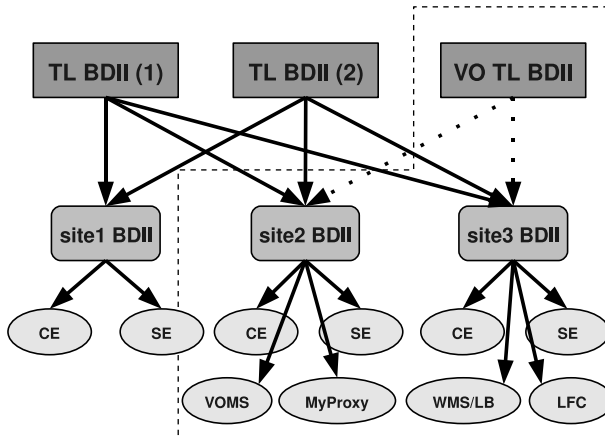 TL BDII (1)
TL BDII (2)
VO TL BDII
site1 BDII
site2 BDII
site3 BDII
CE
SE
CE
SE
CE
SE
VOMS
MyProxy
WMS/LB
LFC